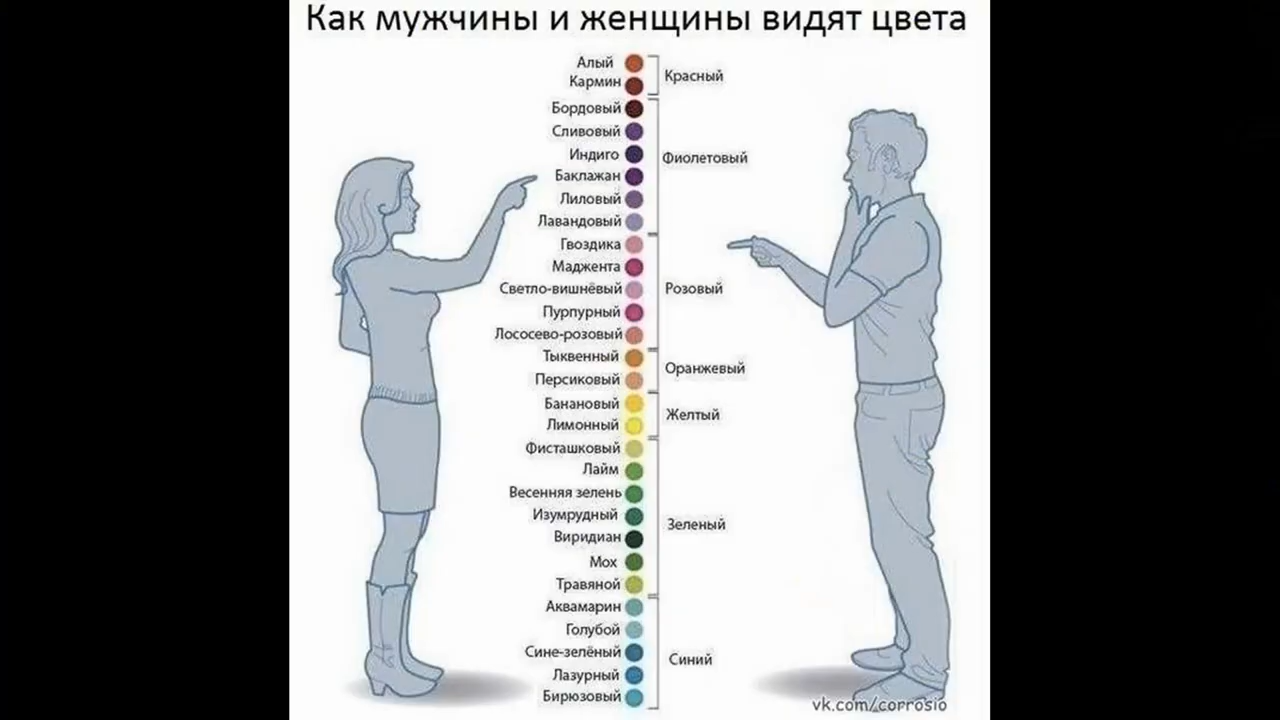 Как мужчины и женщины видят цвета
Алый
Кармин
Красный
Бордовый
Сливовый
Индиго
Баклажан
Лиловый
Лавандовый
Фиолетовый
Гвоздика
Маджента
Светло-вишнёвый
Пурпурный
Лососево-розовый
Розовый
Тыквенный
Персиковый
Оранжевый
Банановый
Лимонный
Желтый
Фисташковый
Лайм
Весенняя зелень
Изумрудный
Виридиан
Мох
Травяной
Зеленый
Аквамарин
Голубой
Сине-зелёный
Лазурный
Бирюзовый
Синий
vk.com/corrosio